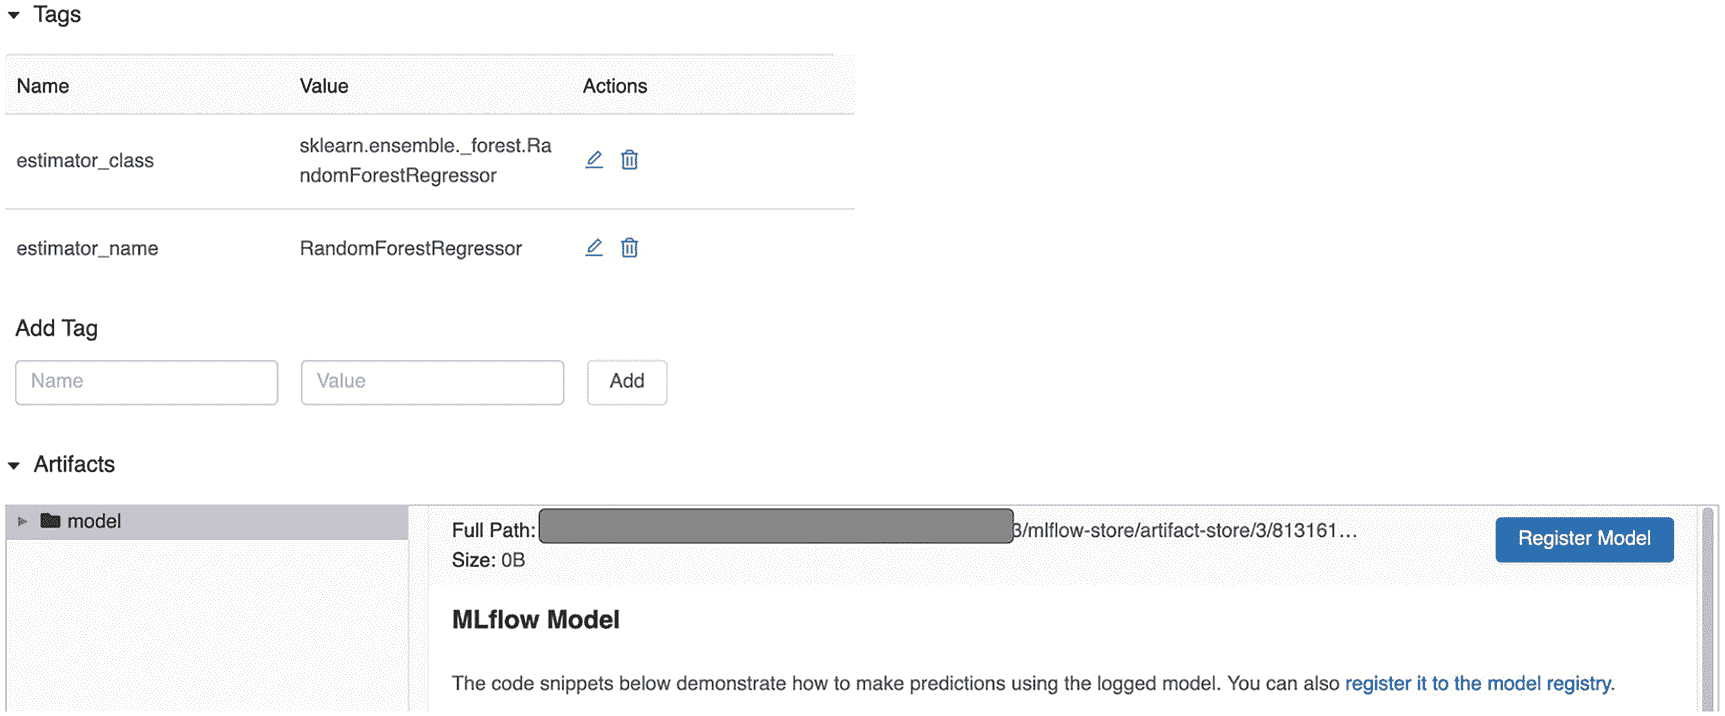 Tags
Name Value Actions
estimator_class sklearn.ensemble._forest.Ra
ndomForestRegressor
estimator_name RandomForestRegressor
Add Tag
Name Value Add
Artifacts
model
Full Path: 3/mlflow-store/artifact-store/3/813161...
Register Model
Size: 0B
MLflow Model
The code snippets below demonstrate how to make predictions using the logged model. You can also register it to the model registry.